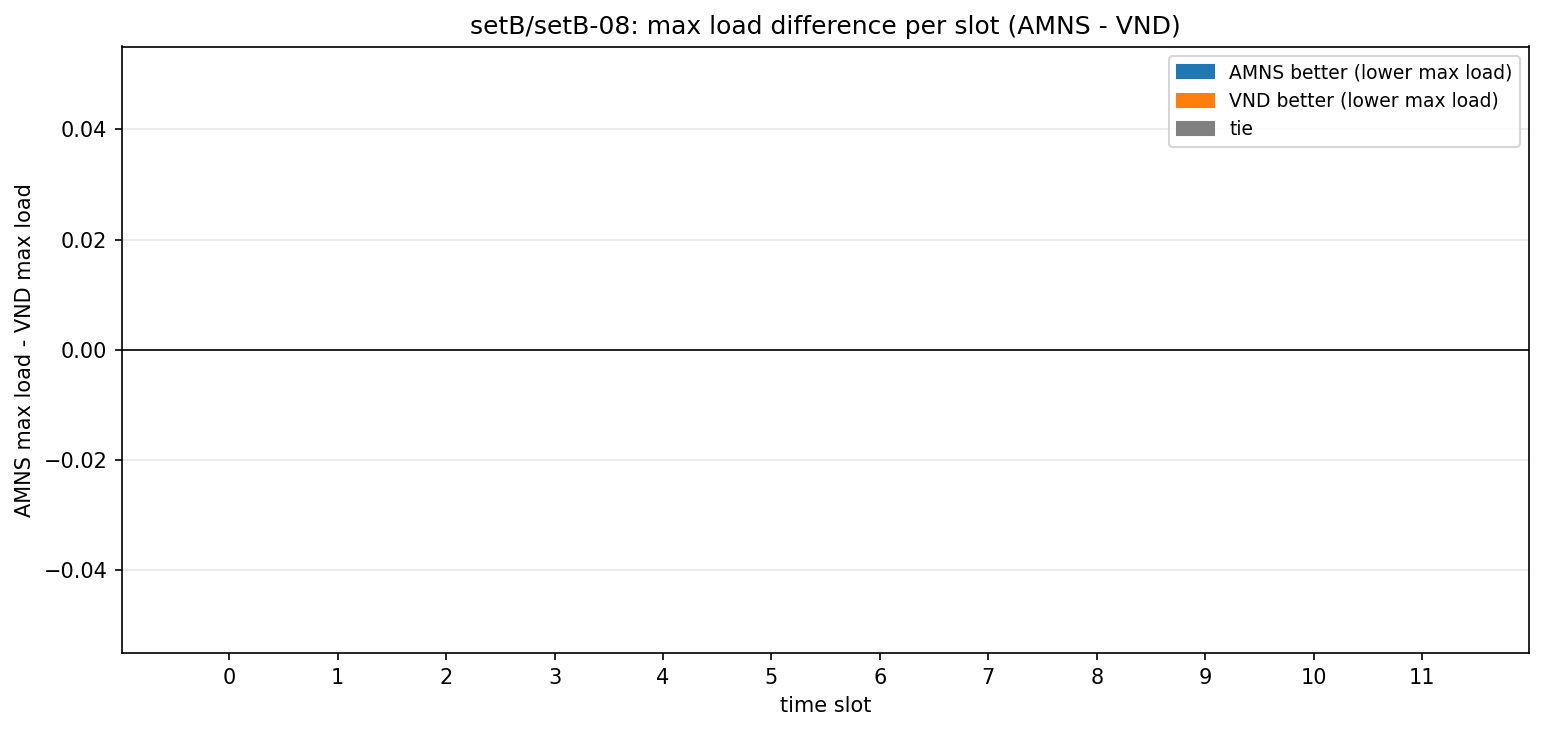 setB/setB-08: max load difference per slot (AMNS - VND)
AMNS better (lower max load)
VND better (lower max load)
tie
AMNS max load - VND max load
0.04
0.02
0.00
−0.02
−0.04
0 1 2 3 4 5 6 7 8 9 10 11
time slot